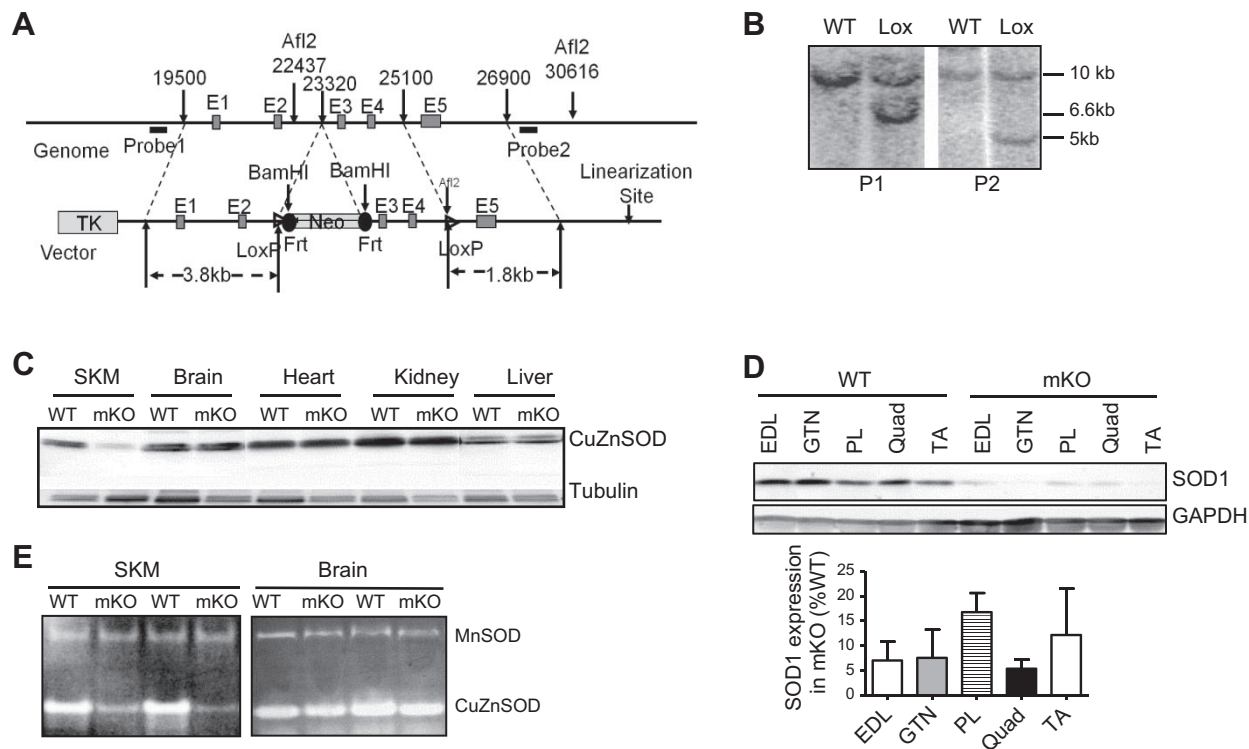 A
Afl2
Afl2
19500 22437 23320 25100 26900 30616
E1 E2 E3 E4 E5
Genome Probe1 Probe2
BamHI BamHI Afl2 Linearization
Site
TK E1 E2 Neo E3 E4 E5
Vector LoxP Frt Frt LoxP
3.8kb 1.8kb
B
WT Lox WT Lox
10 kb
6.6kb
5kb
P1 P2
C
SKM Brain Heart Kidney Liver
WT mKO WT mKO WT mKO WT mKO WT mKO
CuZnSOD
Tubulin
D
WT mKO
EDL GTN PL Quad TA EDL GTN PL Quad TA
SOD1
GAPDH
SOD1 expression
in mKO (%WT)
25
20
15
10
5
0
EDL GTN PL Quad TA
E
SKM Brain
WT mKO WT mKO WT mKO WT mKO
MnSOD
CuZnSOD